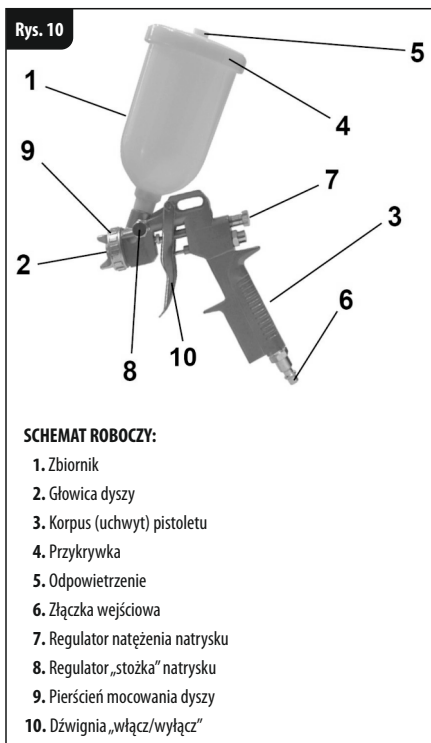 Rys. 10
5
1
4
9
7
3
2
6
10
8
SCHEMAT ROBOCZY:
1. Zbiornik
2. Głowica dyszy
3. Korpus (uchwyt) pistoletu
4. Przykrywka
5. Odpowietrzenie
6. Złączka wejściowa
7. Regulator natężenia natrysku
8. Regulator „stożka” natrysku
9. Pierścień mocowania dyszy
10. Dźwignia „włącz/wyłącz”